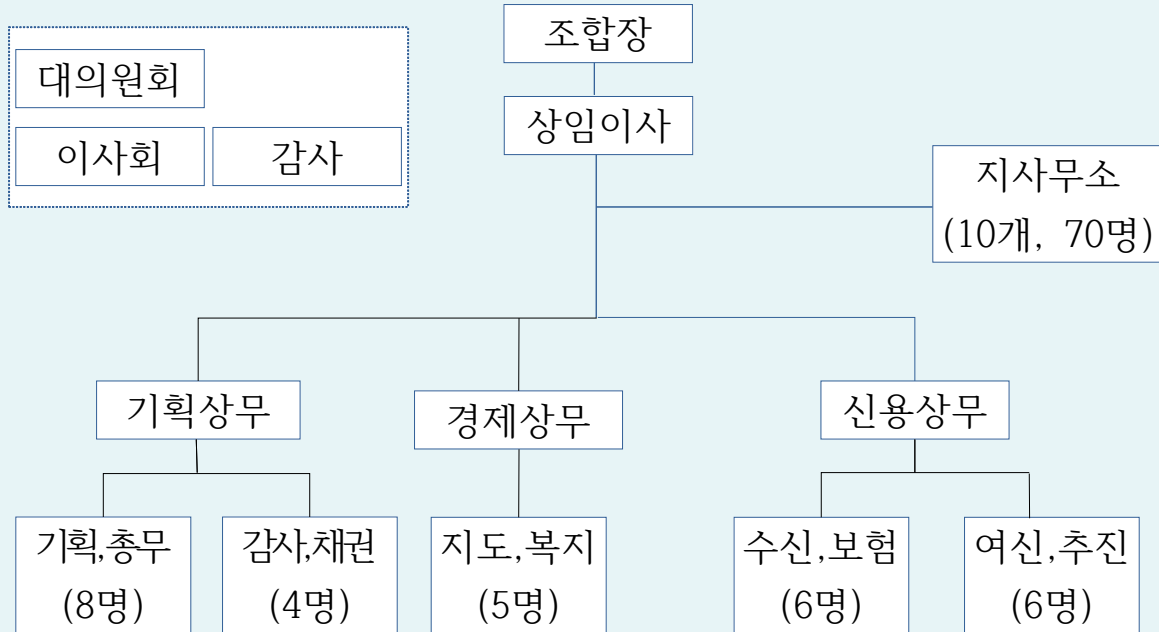 조합장
대의원회
상임이사
이사회
감사
지사무소
(10개, 70명)
기획상무
경제상무
신용상무
기획,총무
(8명)
감사,채권
(4명)
지도,복지
(5명)
수신,보험
(6명)
여신,추진
(6명)